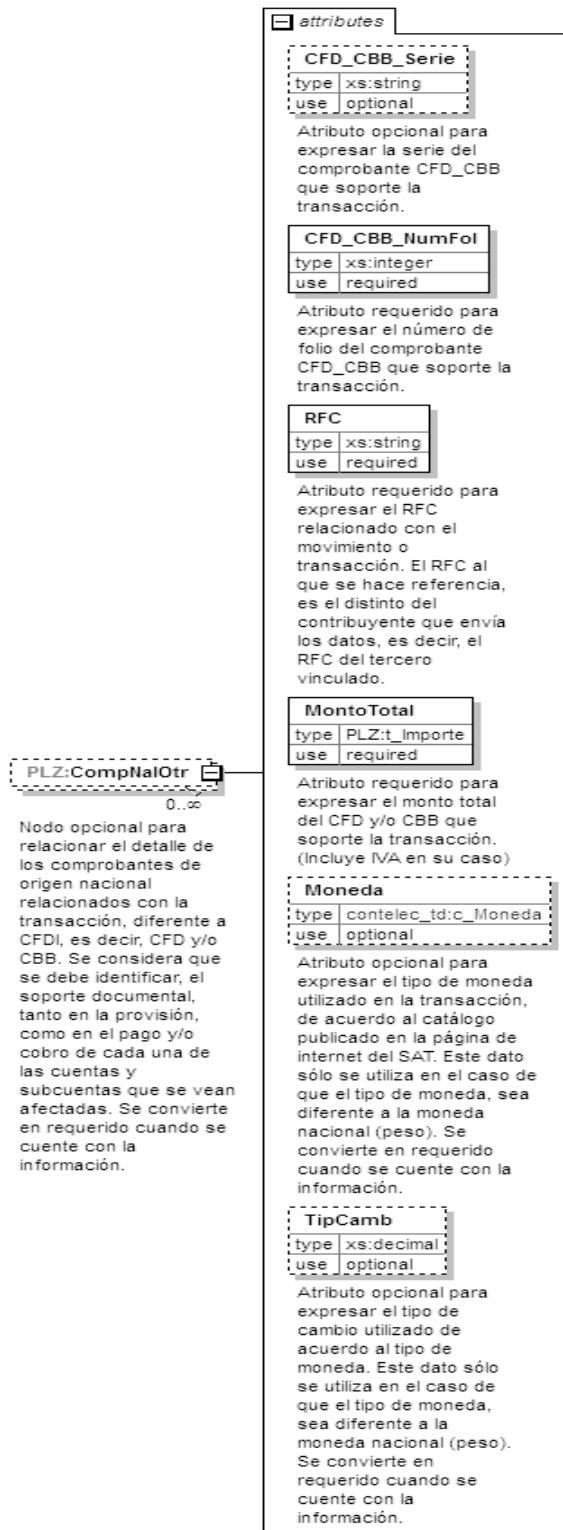 attributes
CFD_CBB_Serie
type xs:string
use optional
Atributo opcional para
expresar la serie del
comprobante CFD_CBB
que soporte la
transacción.
CFD_CBB_NumFol
type xs:integer
use required
Atributo requerido para
expresar el número de
folio del comprobante
CFD_CBB que soporte la
transacción.
RFC
type xs:string
use required
Atributo requerido para
expresar el RFC
relacionado con el
movimiento o
transacción. El RFC al
que se hace referencia,
es el distinto del
contribuyente que envía
los datos, es decir, el
RFC del tercero
vinculado.
MontoTotal
type PLZ:t_Importe
use required
Atributo requerido para
expresar el monto total
del CFD y/o CBB que
soporte la transacción.
(Incluye IVA en su caso)
Moneda
type contelec_td:c_Moneda
use optional
Atributo opcional para
expresar el tipo de moneda
utilizado en la transacción,
de acuerdo al catálogo
publicado en la página de
internet del SAT. Este dato
sólo se utiliza en el caso de
que el tipo de moneda, sea
diferente a la moneda
nacional (peso). Se
convierte en requerido
cuando se cuente con la
información.
TipCamb
type xs:decimal
use optional
Atributo opcional para
expresar el tipo de
cambio utilizado de
acuerdo al tipo de
moneda. Este dato sólo
se utiliza en el caso de
que el tipo de moneda,
sea diferente a la
moneda nacional (peso).
Se convierte en
requerido cuando se
cuente con la
información.
PLZ:CompNalOtr
0..∞
Nodo opcional para
relacionar el detalle de
los comprobantes de
origen nacional
relacionados con la
transacción, diferente a
CFDI, es decir, CFD y/o
CBB. Se considera que
se debe identificar, el
soporte documental,
tanto en la provisión,
como en el pago y/o
cobro de cada una de
las cuentas y
subcuentas que se vean
afectadas. Se convierte
en requerido cuando se
cuente con la
información.